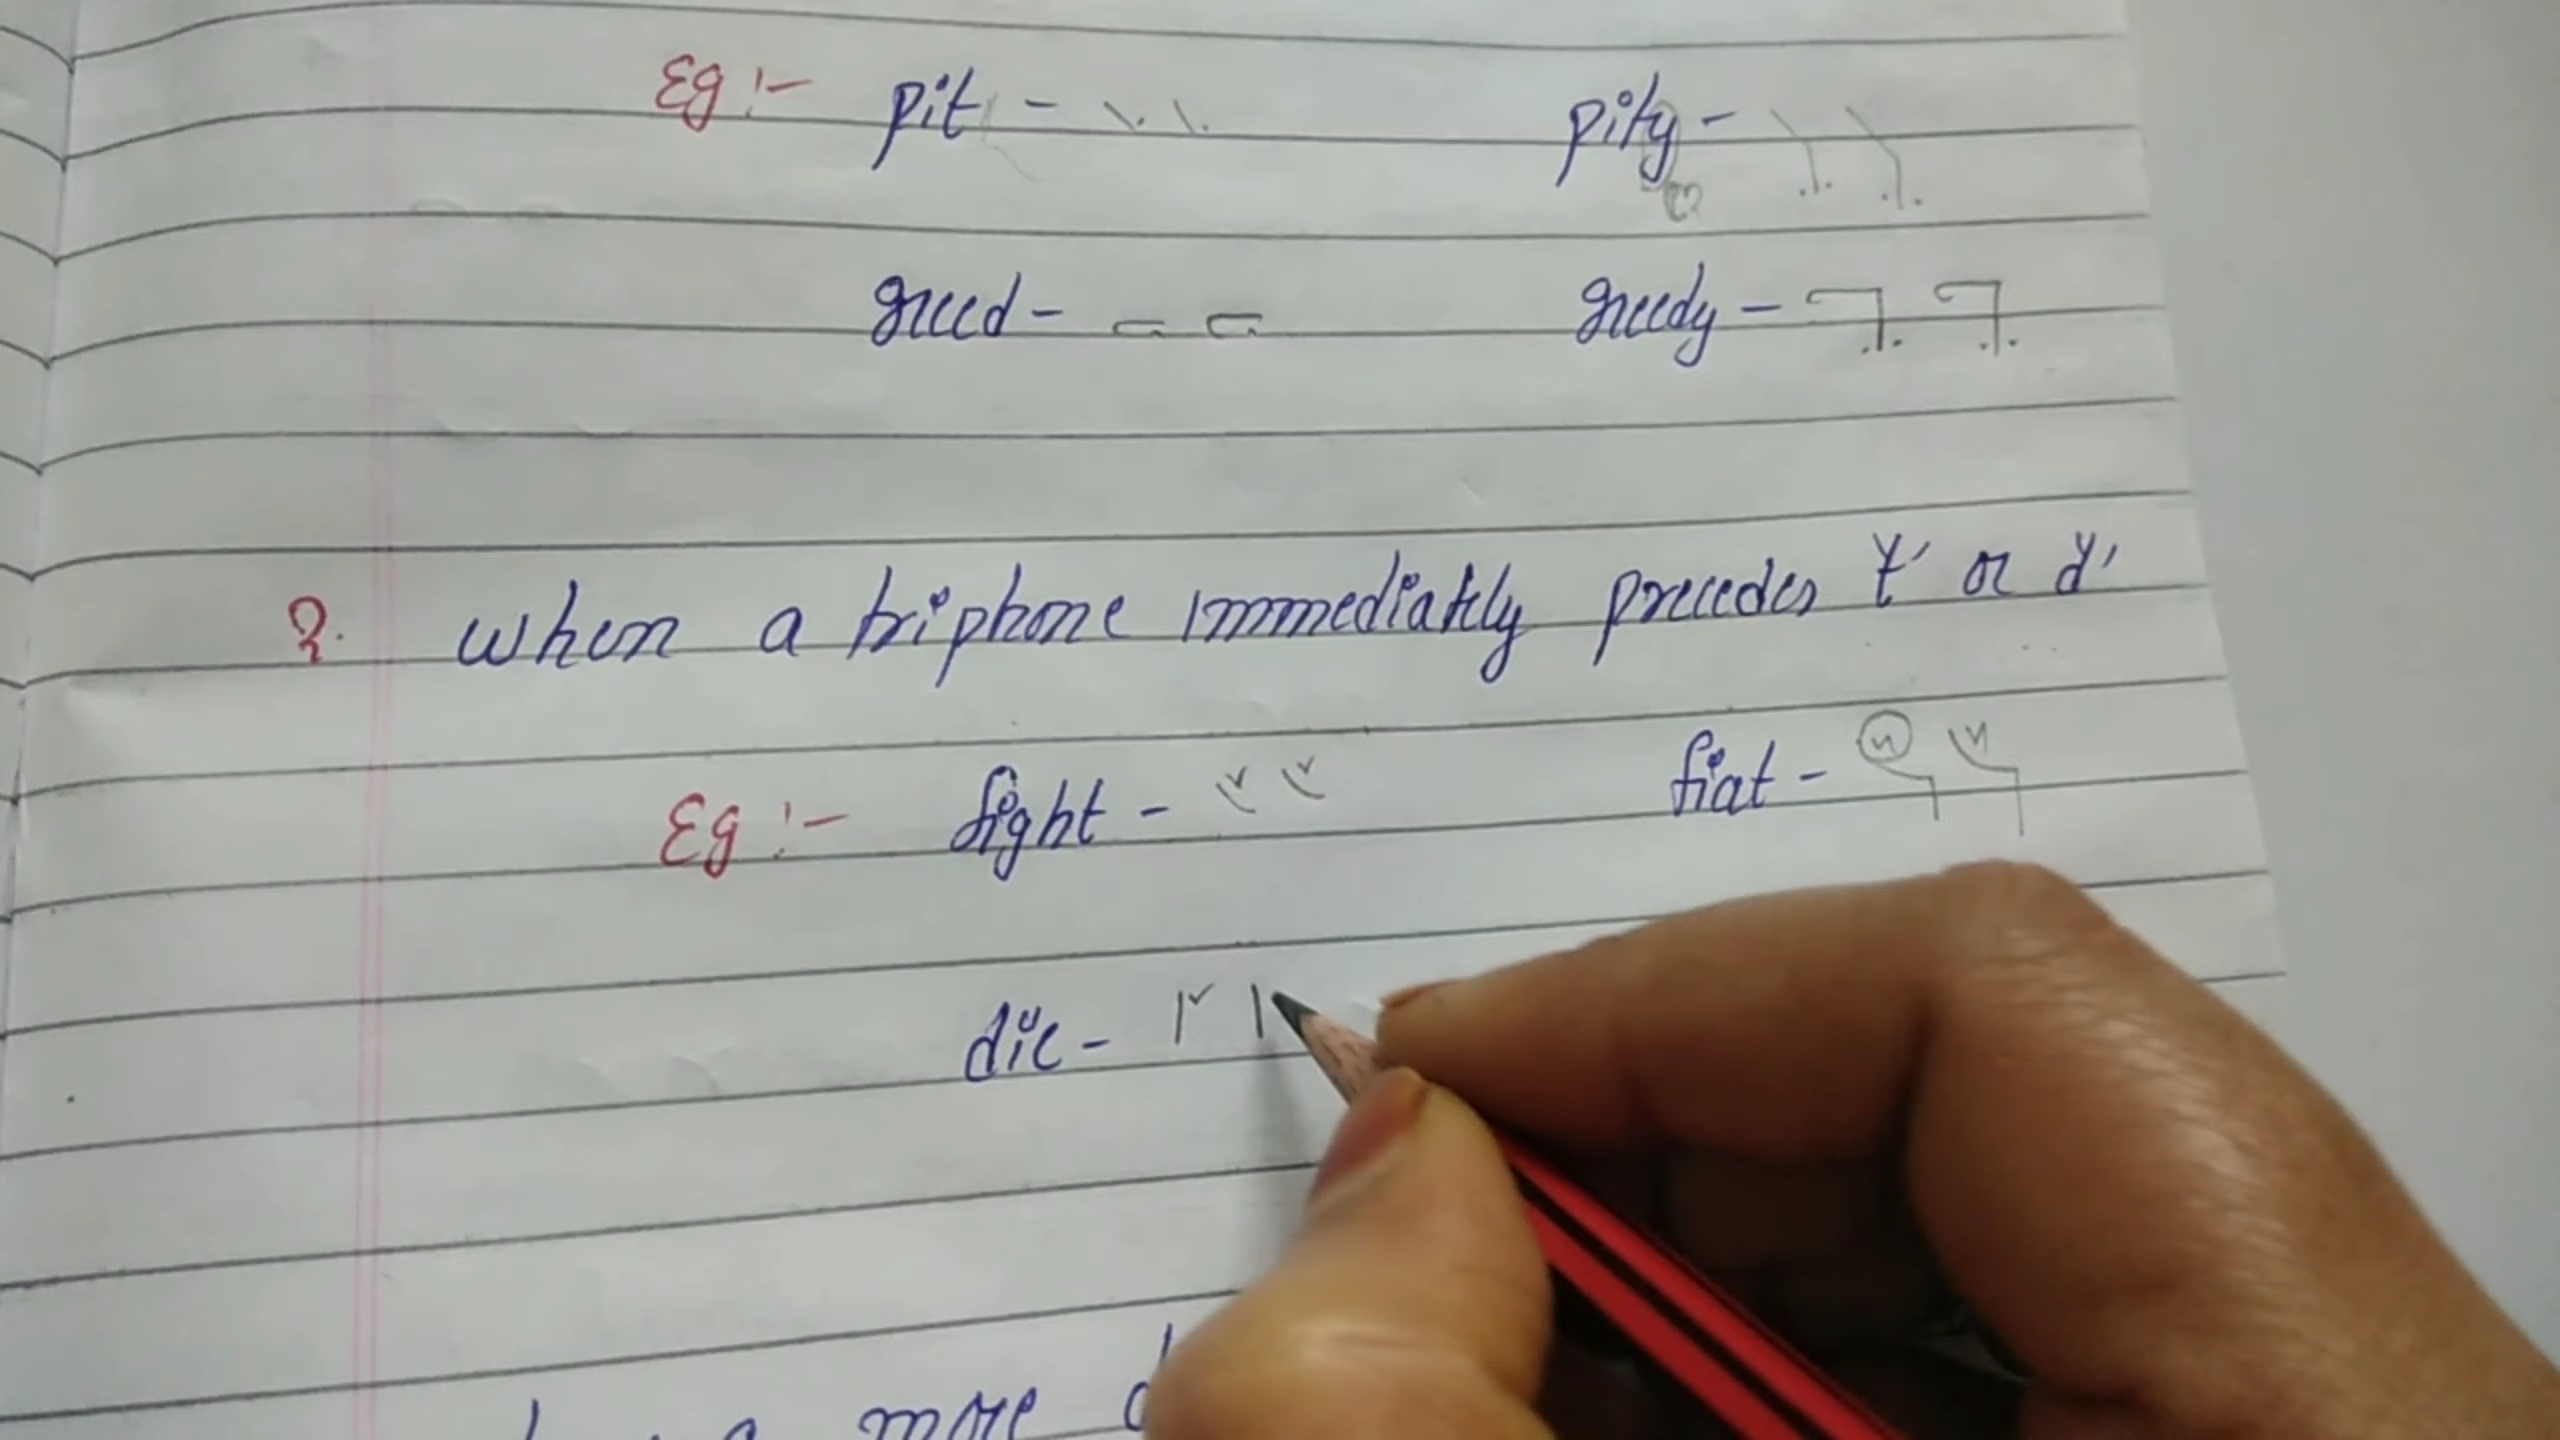 Eg :- pit - pity -
greed - greedy -
2. When a triphone immediately precedes 't' or 'd'
Eg :- fight - fiat -
die -
more